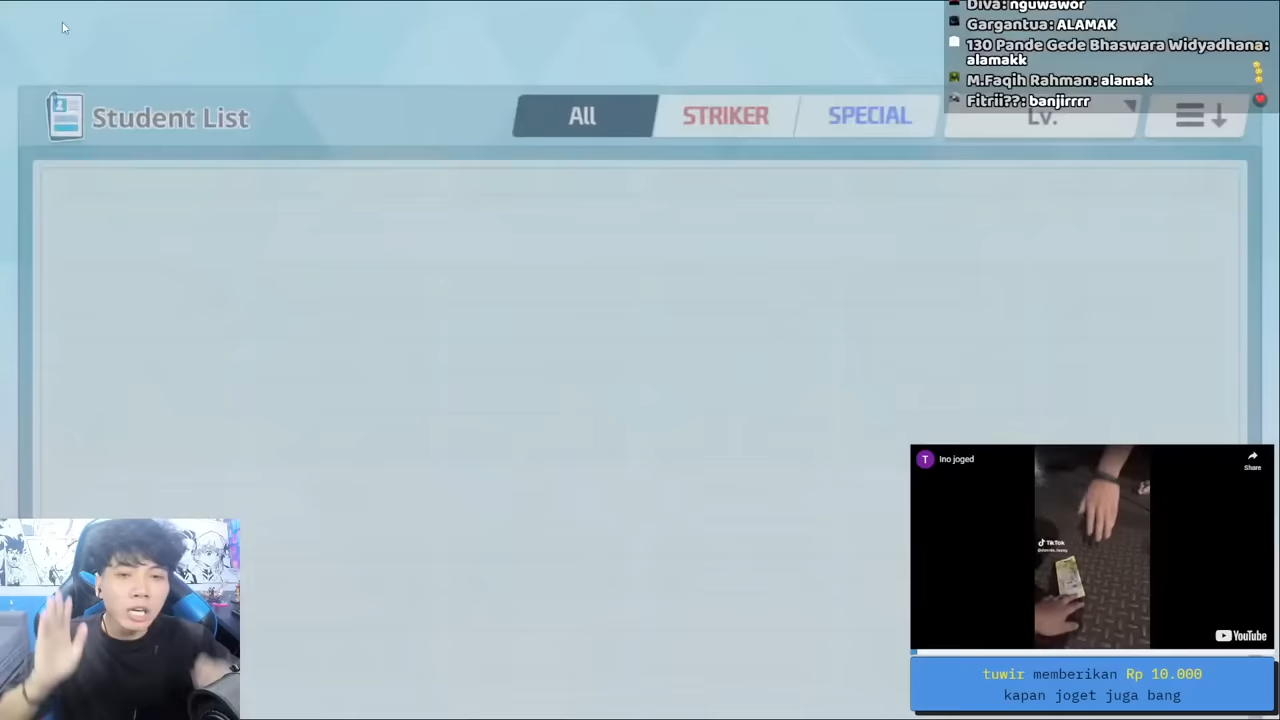 Diva: nguwawor
Gargantua: ALAMAK
130 Pande Gede Bhaswara Widyadhana:
alamakk
M.Faqih Rahman: alamak
Fitrii??: banjirrrr
Student List
All
STRIKER
SPECIAL
Lv.
T
Ino joged
Share
TikTok
YouTube
tuwir memberikan Rp 10.000
kapan joget juga bang